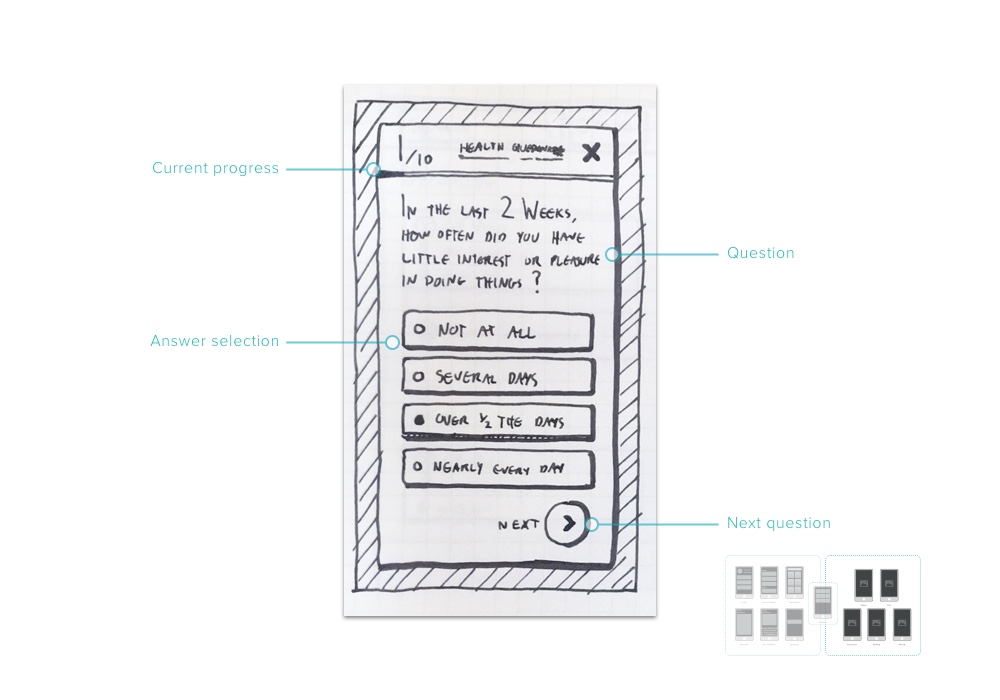 Current progress
Answer selection
1/10
HEALTH
X
IN THE LAST 2 WEEKS,
HOW OFTEN DID YOU HAVE
LITTLE INTEREST OR PLEASURE
IN DOING THINGS ?
NOT AT ALL
SEVERAL DAYS
OVER 1/2 THE DAYS
NEARLY EVERY DAY
NEXT
Question
Next question